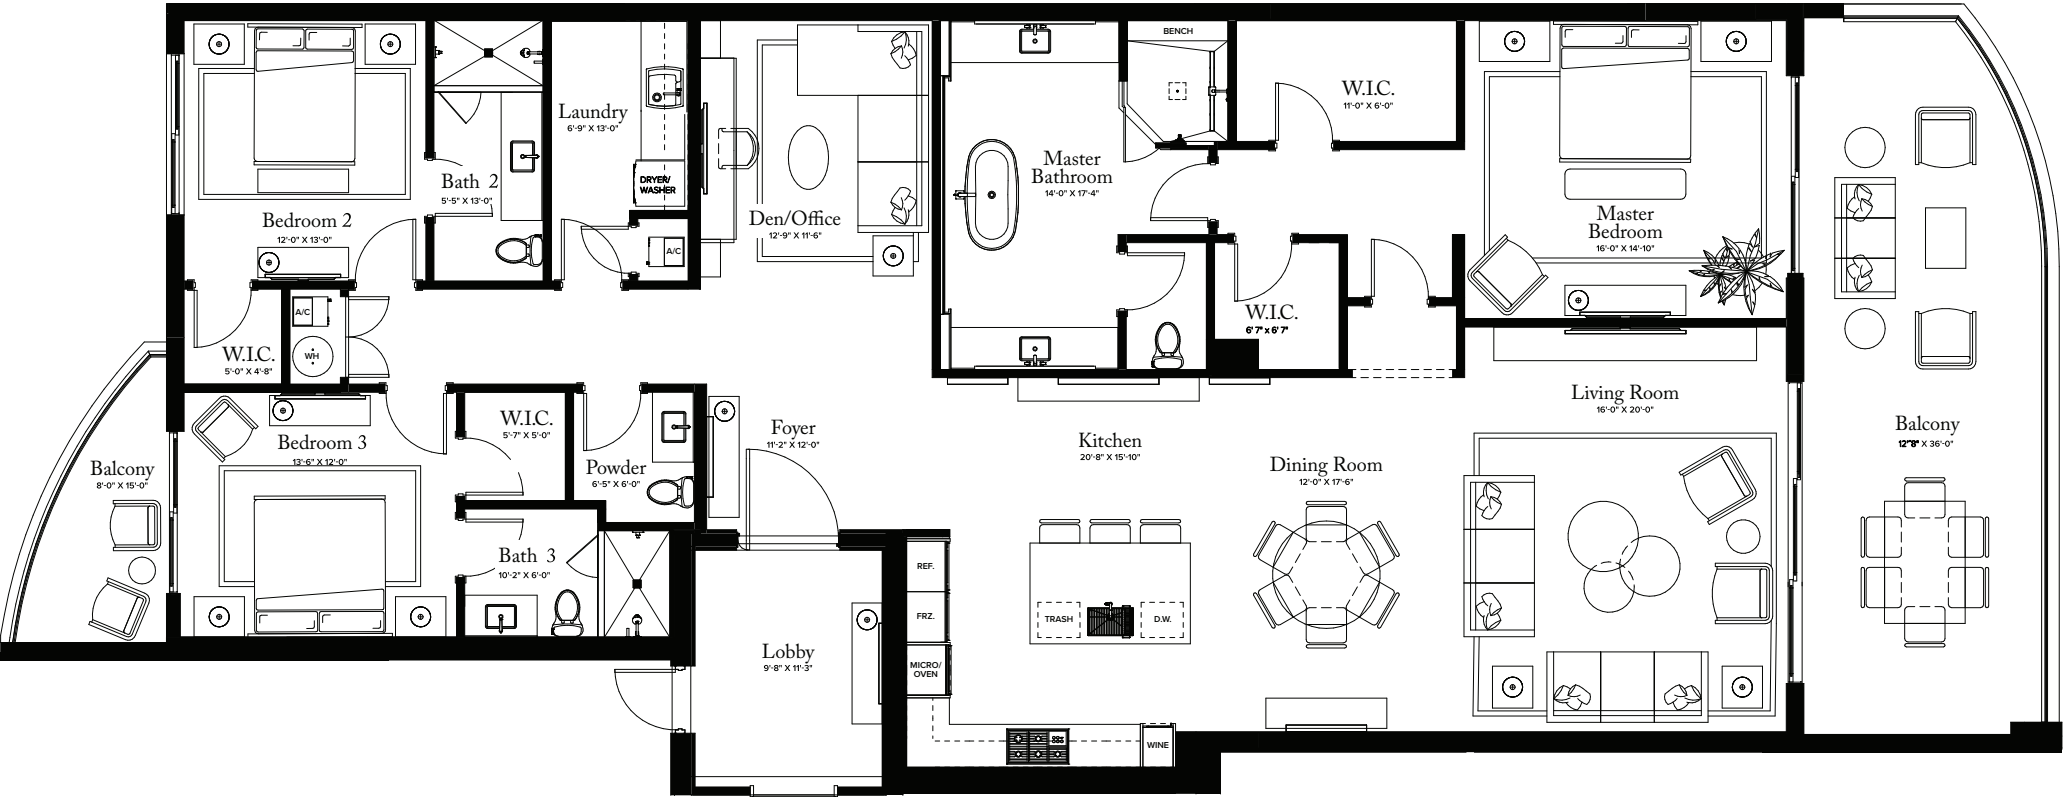 BENCH
W.I.C.
11'-0" X 6'-0"
Laundry
6'-9" X 13'-0"
Master
Bathroom
14'-0" X 17'-4"
DRYER/
WASHER
Bath 2
5'-5" X 13'-0"
Bedroom 2
12'-0" X 13'-0"
Den/Office
12'-9" X 11'-6"
Master
Bedroom
16'-0" X 14'-10"
A/C
A/C
W.I.C.
6' 7" x 6' 7"
WH
W.I.C.
5'-0" X 4'-8"
Living Room
16'-0" X 20'-0"
W.I.C.
5'-7" X 5'-0"
Foyer
11'-2" X 12'-0"
Balcony
X 36'-0"
Bedroom 3
13'-6" X 12'-0"
Kitchen
20'-8" X 15'-10"
Balcony
8'-0" X 15'-0"
Powder
6'-5" X 6'-0"
Dining Room
12'-0" X 17'-6"
Bath 3
10'-2" X 6'-0"
REF.
FRZ.
TRASH
D.W.
Lobby
9'-8" X 11'-3"
MICRO/
OVEN
WINE